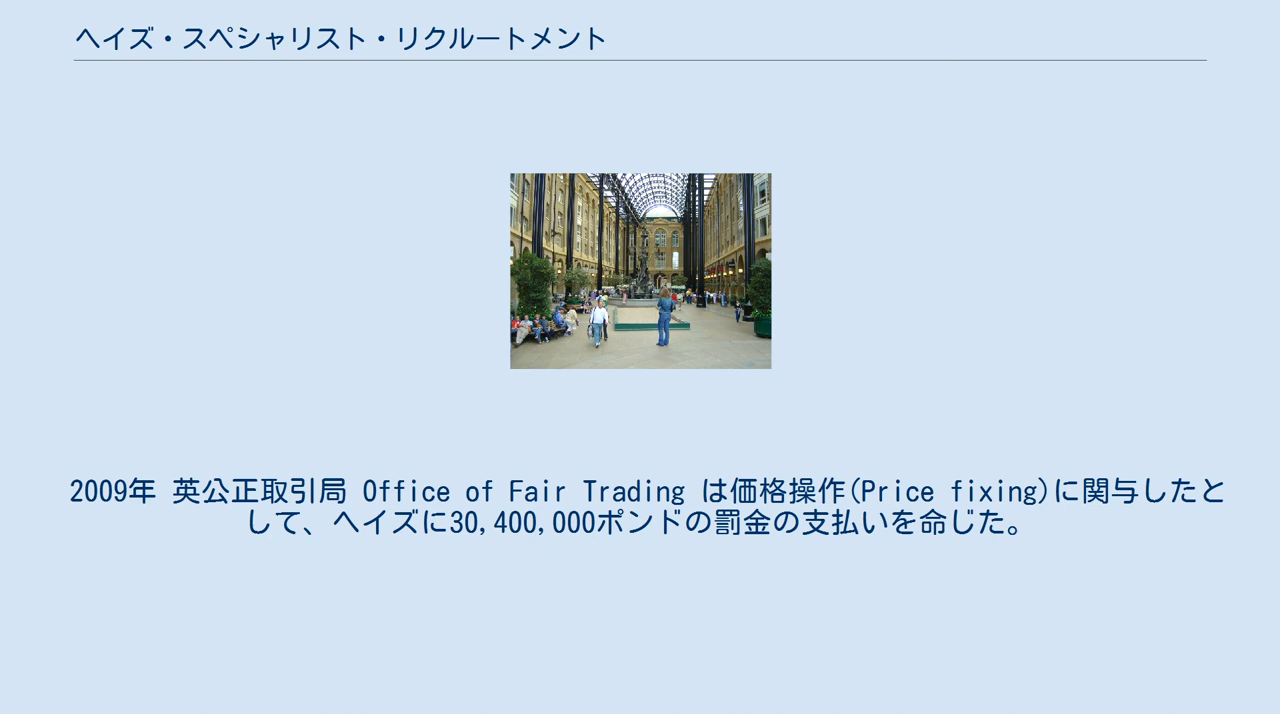 ヘイズ・スペシャリスト・リクルートメント
2009年 英公正取引局 Office of Fair Trading は価格操作(Price fixing)に関与したと
して、ヘイズに30,400,000ポンドの罰金の支払いを命じた。